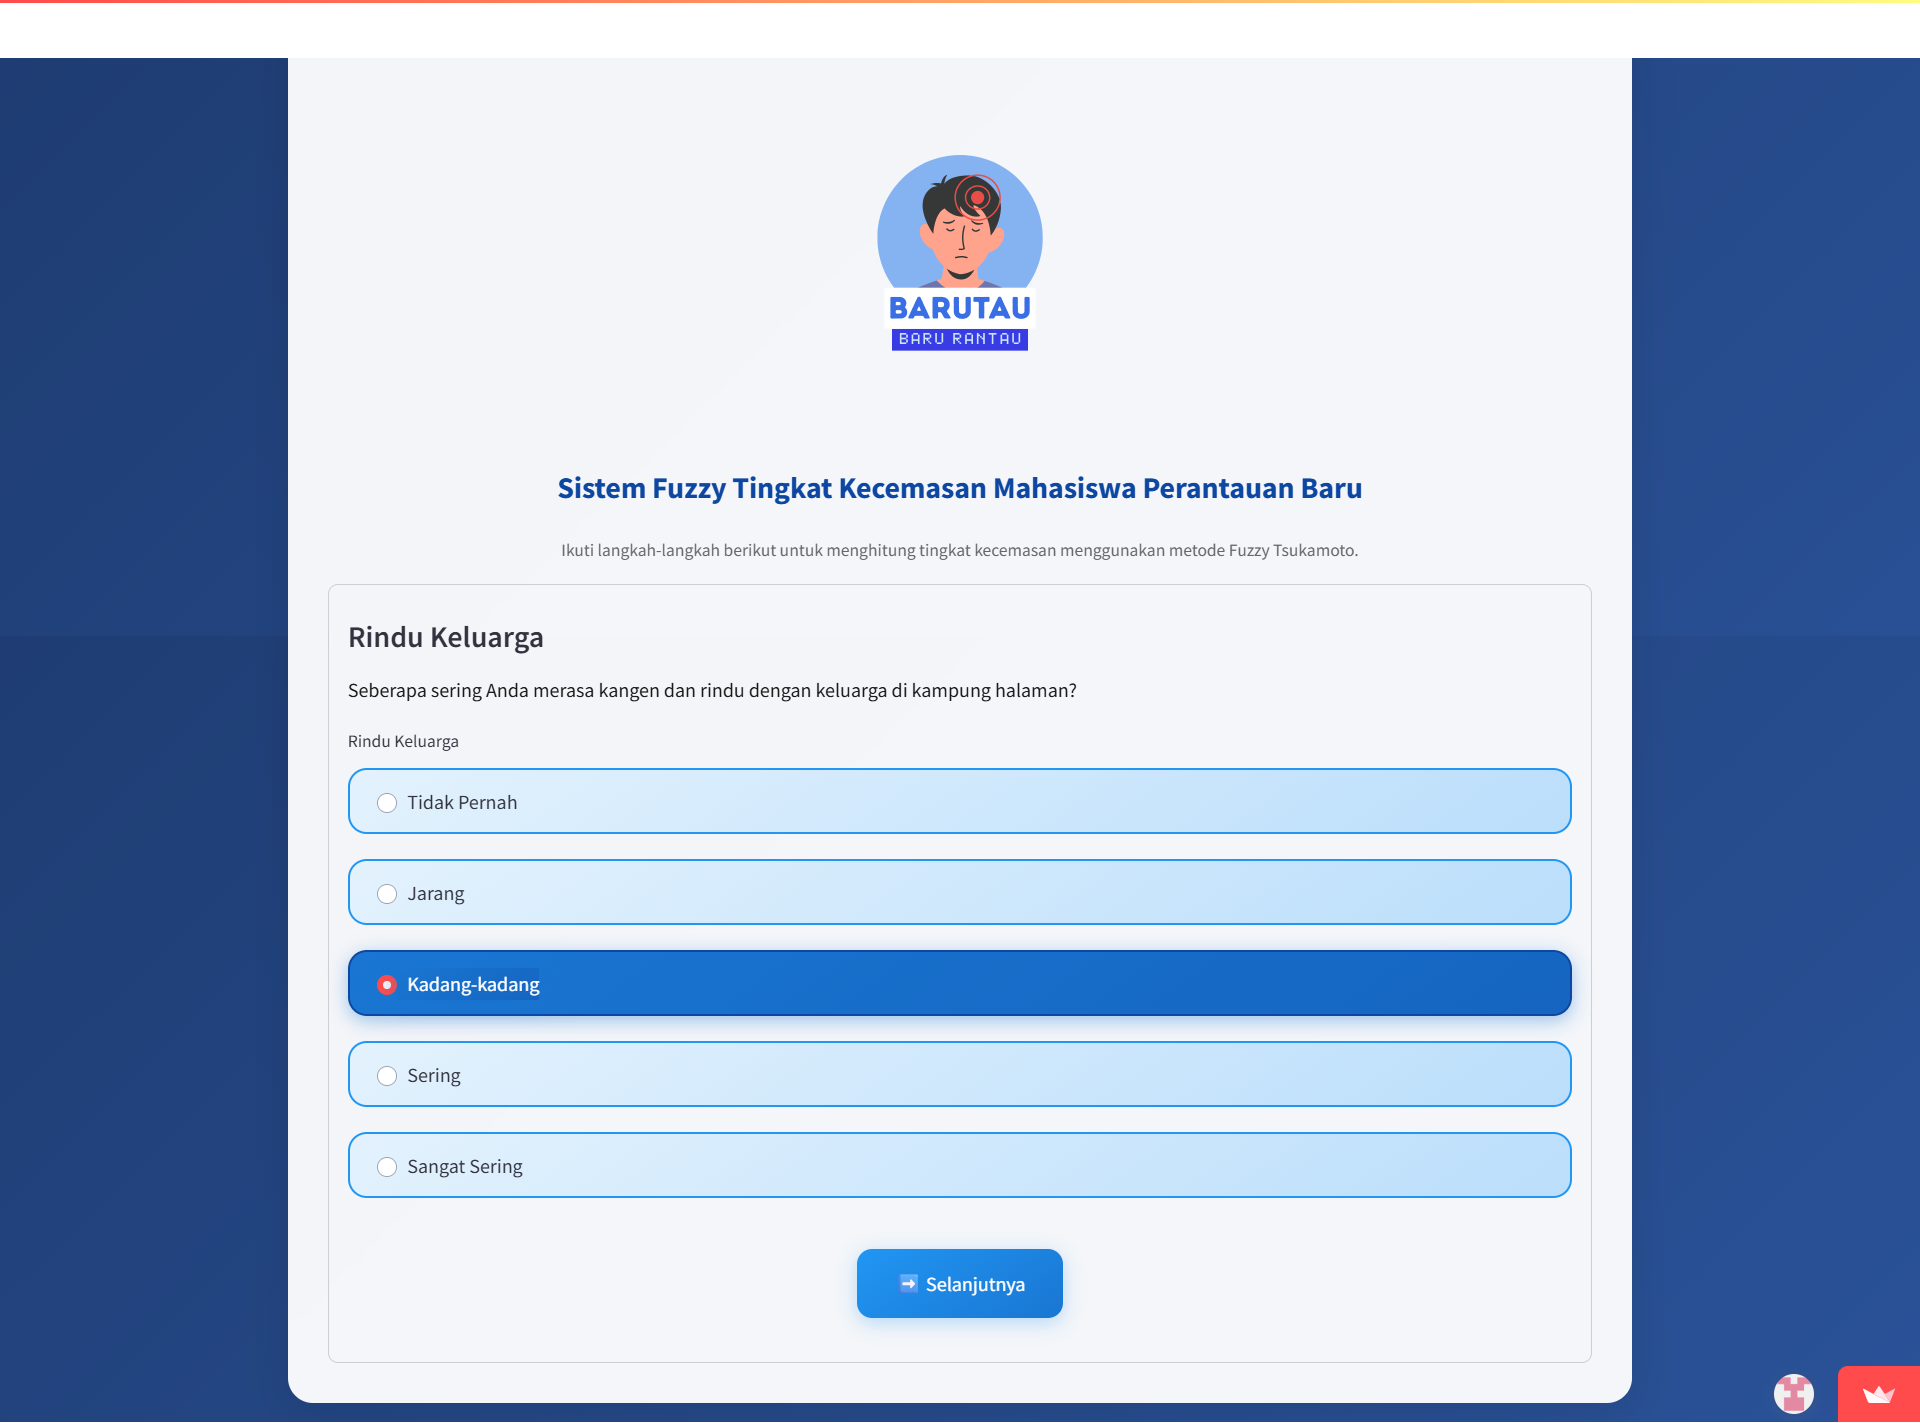 BARUTAU
BARU RANTAU
Sistem Fuzzy Tingkat Kecemasan Mahasiswa Perantauan Baru
Ikuti langkah-langkah berikut untuk menghitung tingkat kecemasan menggunakan metode Fuzzy Tsukamoto.
Rindu Keluarga
Seberapa sering Anda merasa kangen dan rindu dengan keluarga di kampung halaman?
Rindu Keluarga
Tidak Pernah
Jarang
Kadang-kadang
Sering
Sangat Sering
➡️ Selanjutnya